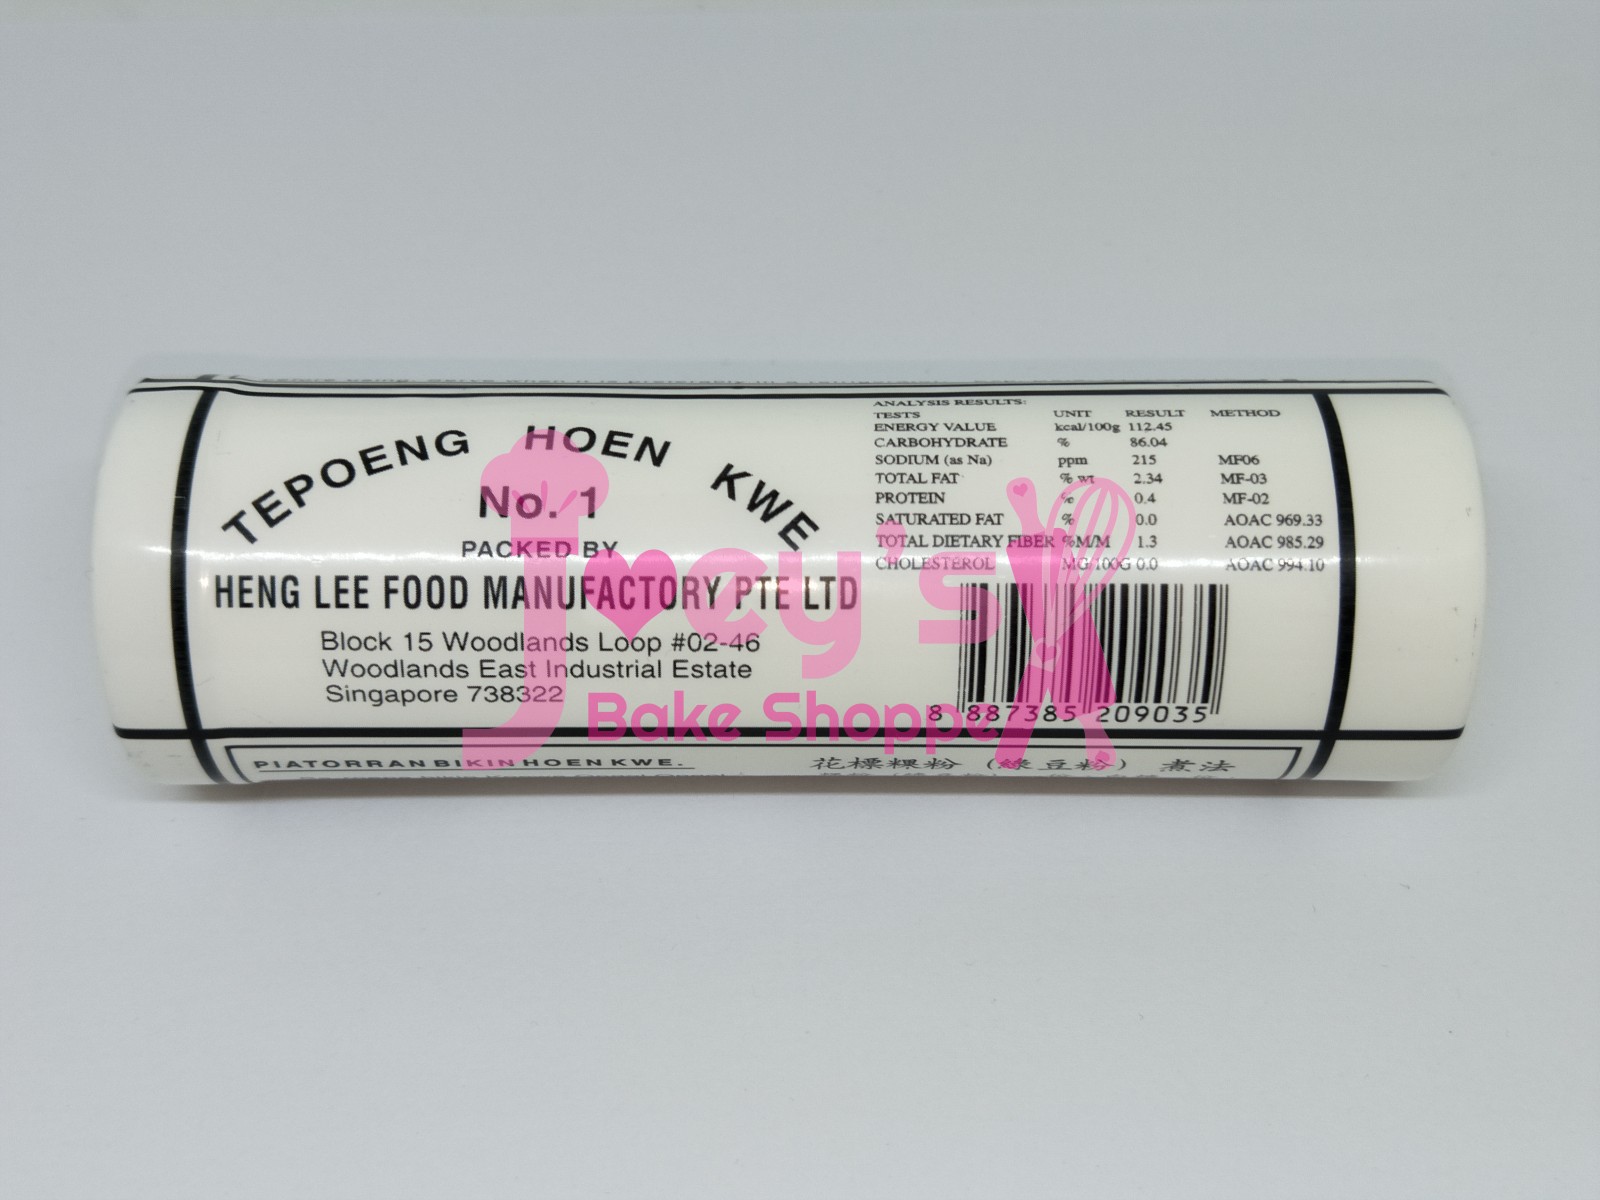 TEPOENG HOEN KWE
No. 1
PACKED BY
HENG LEE FOOD MANUFACTORY PTE LTD
Block 15 Woodlands Loop #02-46
Woodlands East Industrial Estate
Singapore 738322
ANALYSIS RESULTS:
TESTS UNIT RESULT METHOD
ENERGY VALUE kcal/100g 112.45
CARBOHYDRATE % 86.04
SODIUM (as Na) ppm 215 MF06
TOTAL FAT % wt 2.34 MF-03
PROTEIN % 0.4 MF-02
SATURATED FAT % 0.0 AOAC 969.33
TOTAL DIETARY FIBER %M/M 1.3 AOAC 985.29
CHOLESTEROL MG/100G 0.0 AOAC 994.10
8 887385 209035
Joey's
Bake Shoppe
PIATORRAN BIKIN HOEN KWE.
花標粿粉 (綠豆粉) 煮法